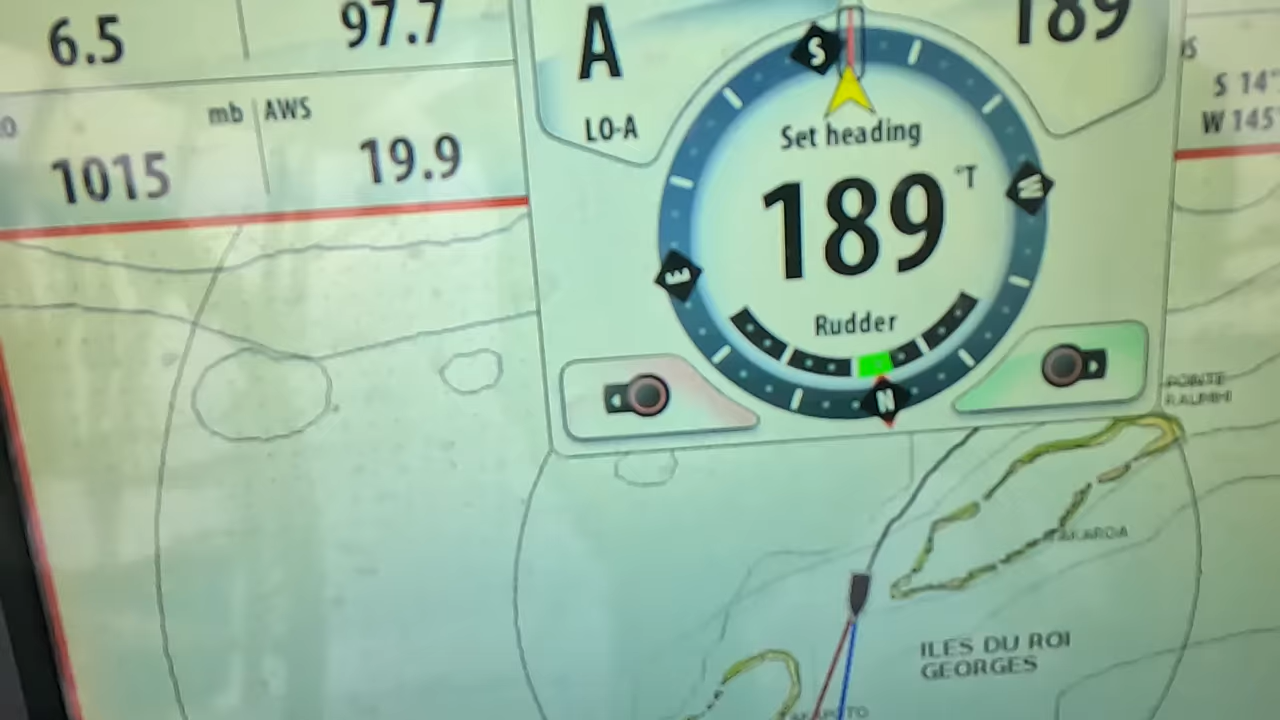 6.5
97.7
A
189
LO-A
mb
AWS
1015
19.9
S
Set heading
189
°T
W
E
Rudder
N
S 14°
W 145
POINTE
ILES DU ROI
GEORGES